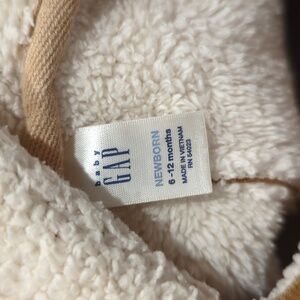 baby
GAP
NEWBORN
6-12 months
MADE IN VIETNAM
RN 54023